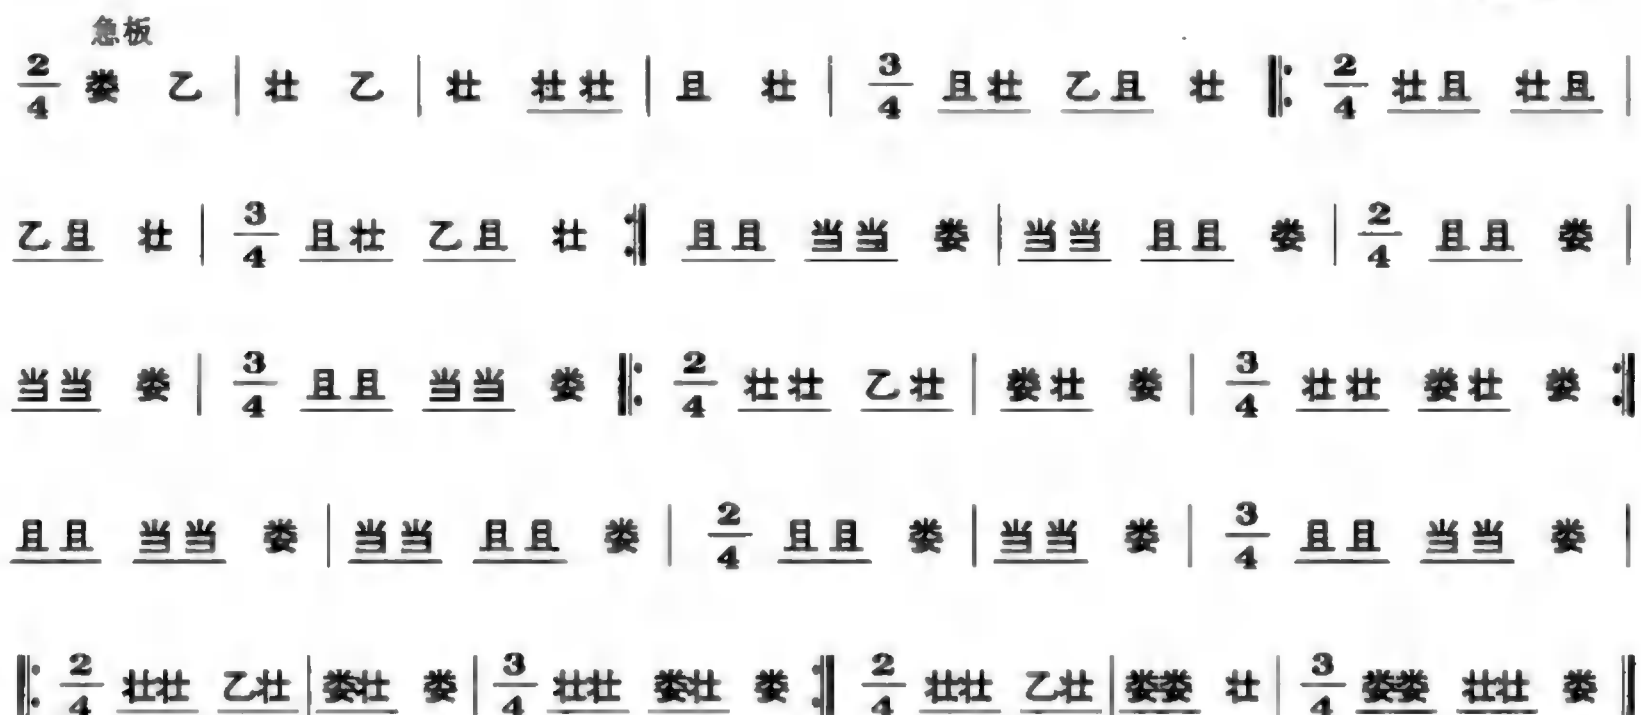 急板
2/4 娄 乙 | 壮 乙 | 壮 壮壮 | 且 壮 | 3/4 且壮 乙且 壮 ‖: 2/4 壮且 壮且 |
乙且 壮 | 3/4 且壮 乙且 壮 :‖ 且且 当当 娄 | 当当 且且 娄 | 2/4 且且 娄 |
当当 娄 | 3/4 且且 当当 娄 ‖: 2/4 壮壮 乙壮 | 娄壮 娄 | 3/4 壮壮 娄壮 娄 :‖
且且 当当 娄 | 当当 且且 娄 | 2/4 且且 娄 | 当当 娄 | 3/4 且且 当当 娄 |
‖: 2/4 壮壮 乙壮 | 娄壮 娄 | 3/4 壮壮 娄壮 娄 :‖ 2/4 壮壮 乙壮 | 娄娄 壮 | 3/4 娄娄 壮壮 娄 ‖